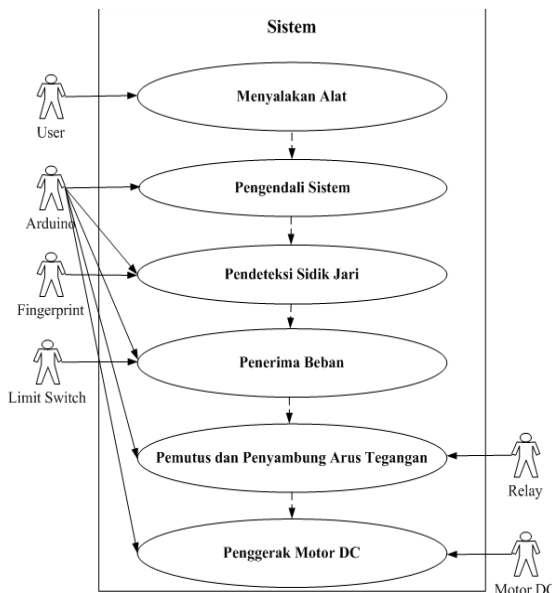 Sistem
Menyalakan Alat
User
Pengendali Sistem
Arduino
Pendeteksi Sidik Jari
Fingerprint
Penerima Beban
Limit Switch
Pemutus dan Penyambung Arus Tegangan
Relay
Penggerak Motor DC
Motor DC